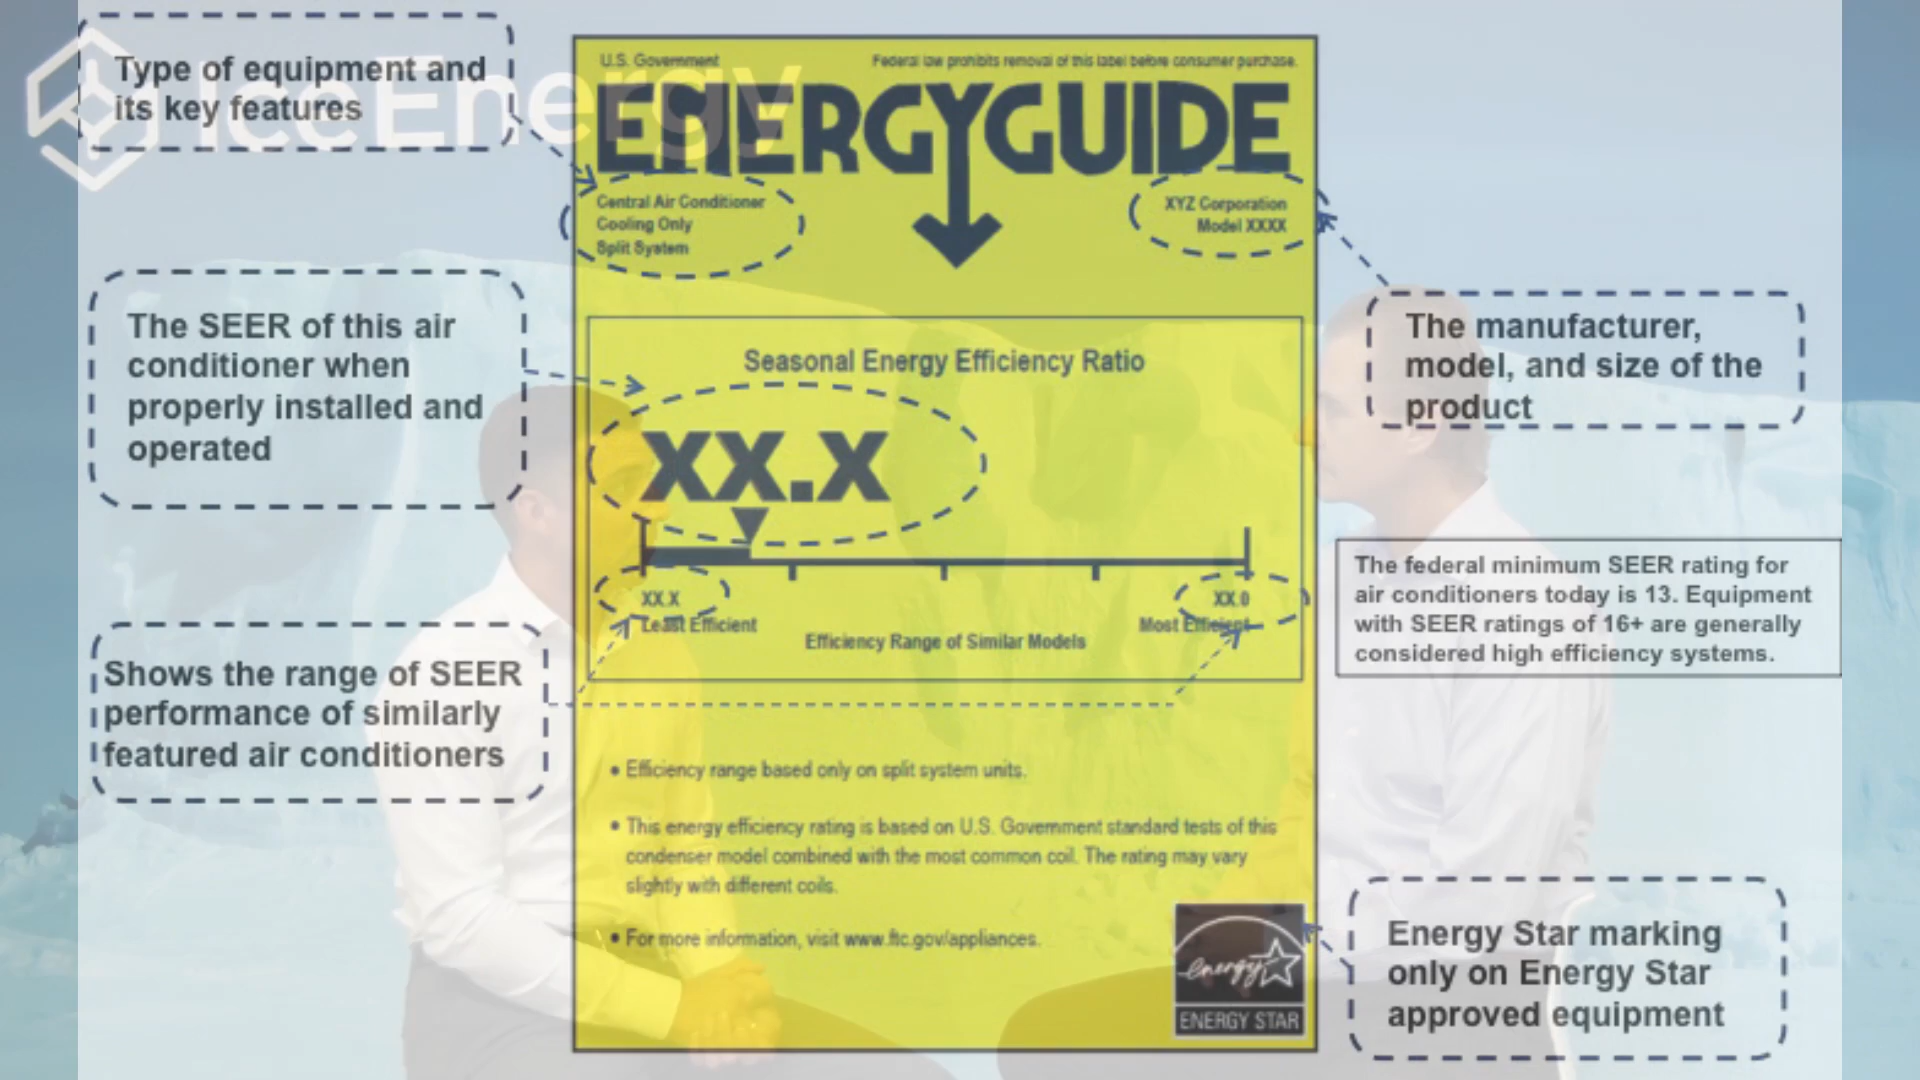 IceEnergy
Type of equipment and
its key features
U.S. Government
Federal law prohibits removal of this label before consumer purchase.
ENERGYGUIDE
Central Air Conditioner
Cooling Only
Split System
XYZ Corporation
Model XXXX
The SEER of this air
conditioner when
properly installed and
operated
The manufacturer,
model, and size of the
product
Seasonal Energy Efficiency Ratio
XX.X
XX.X
Least Efficient
XX.0
Most Efficient
Efficiency Range of Similar Models
The federal minimum SEER rating for
air conditioners today is 13. Equipment
with SEER ratings of 16+ are generally
considered high efficiency systems.
Shows the range of SEER
performance of similarly
featured air conditioners
• Efficiency range based only on split system units.
• This energy efficiency rating is based on U.S. Government standard tests of this
condenser model combined with the most common coil. The rating may vary
slightly with different coils.
• For more information, visit www.ftc.gov/appliances.
energy
ENERGY STAR
Energy Star marking
only on Energy Star
approved equipment